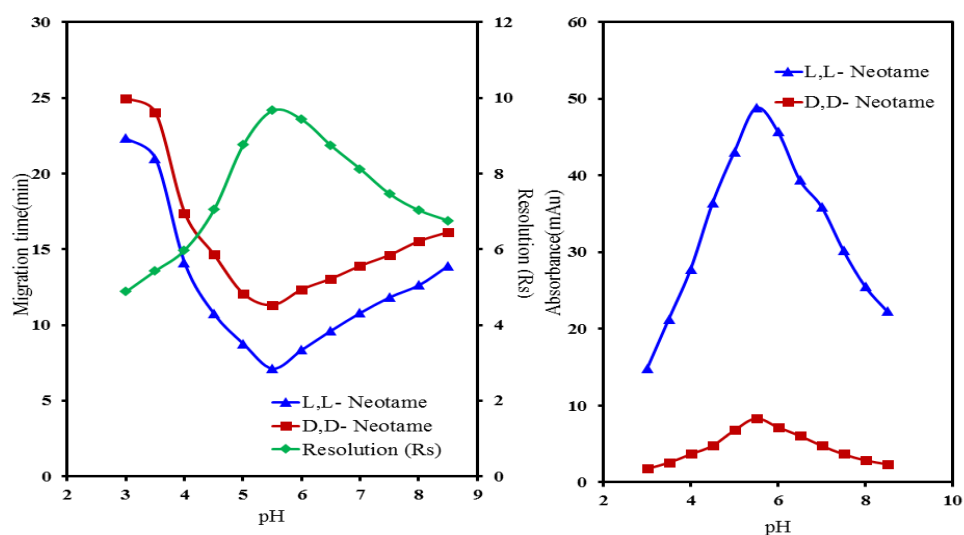 30
25
20
15
10
5
0
Migration time(min)
12
10
8
6
4
2
0
Resolution (Rs)
L,L- Neotame
D,D- Neotame
Resolution (Rs)
2 3 4 5 6 7 8 9
pH
60
50
40
30
20
10
0
Absorbance(mAu)
L,L- Neotame
D,D- Neotame
2 4 6 8 10
pH